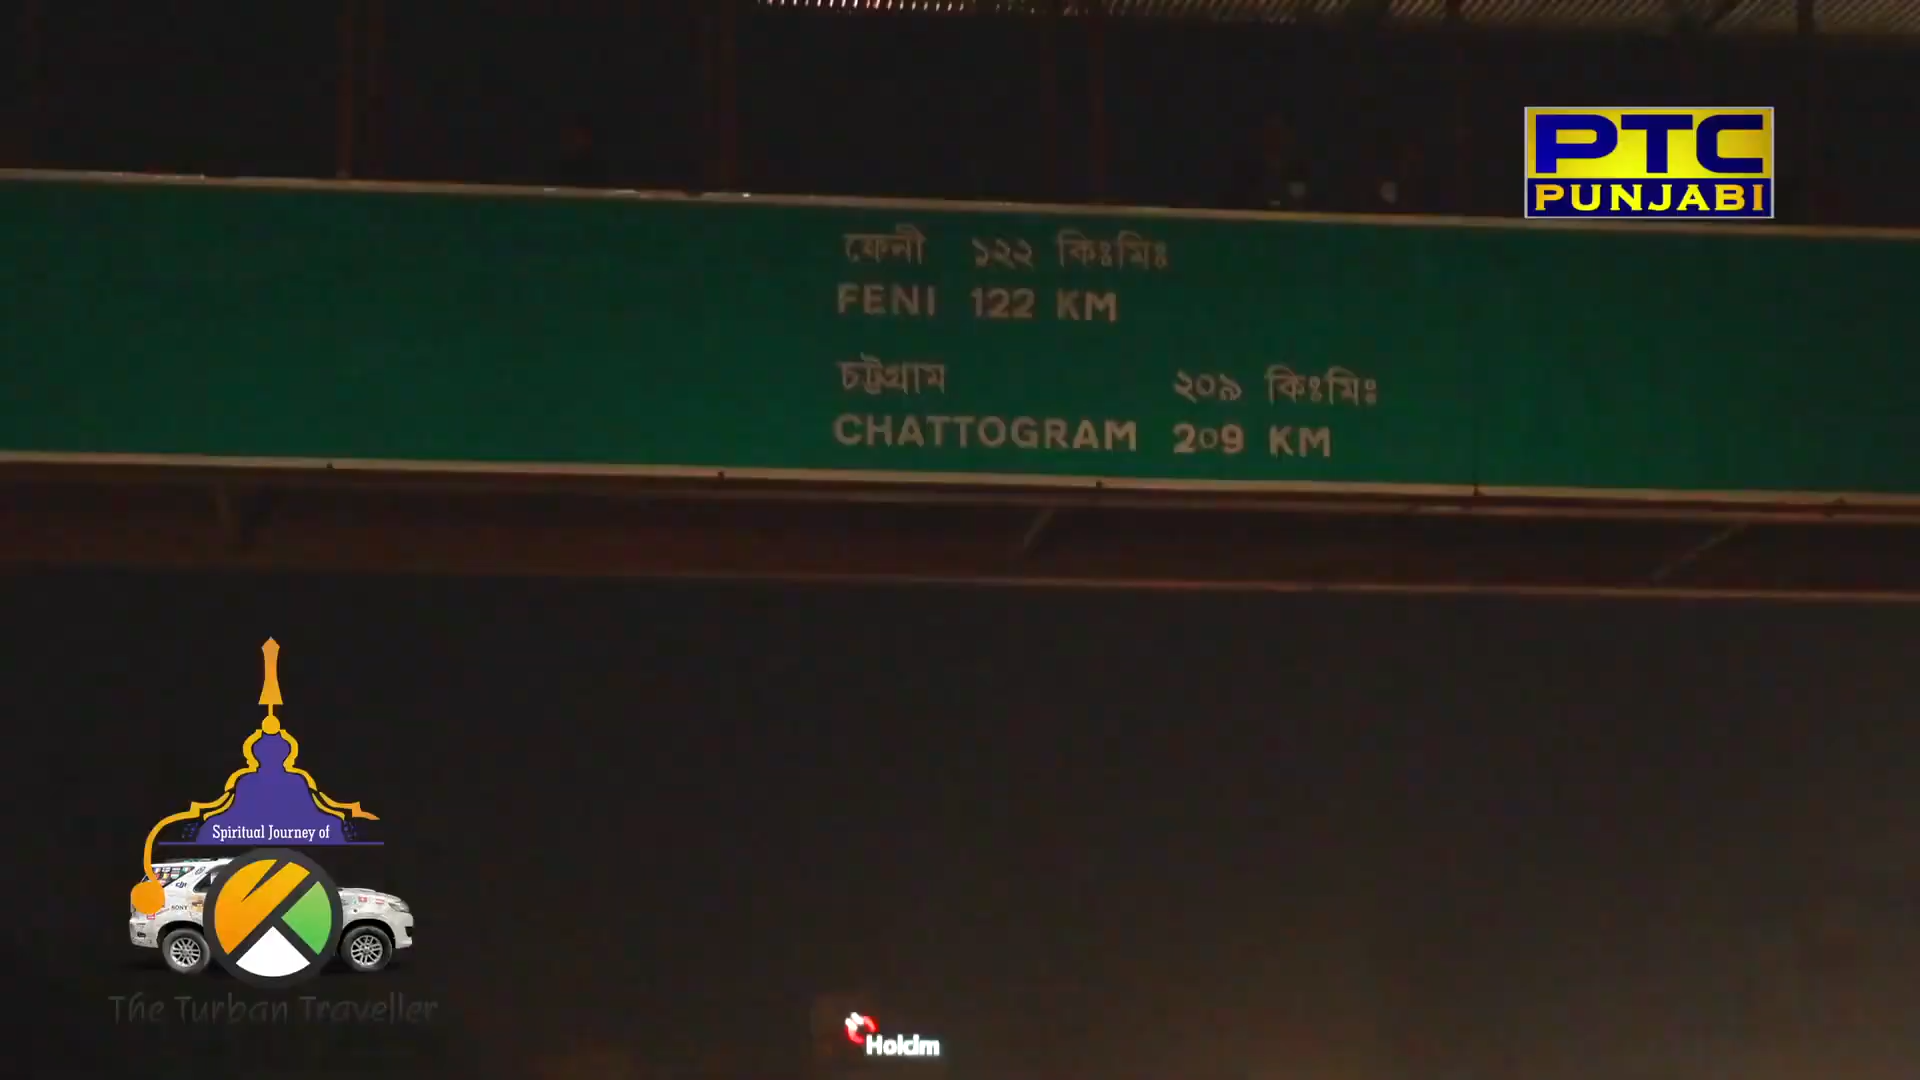 PTC
PUNJABI
ফেনী ১২২ কিঃমিঃ
FENI 122 KM
চট্টগ্রাম ২০৯ কিঃমিঃ
CHATTOGRAM 209 KM
Spiritual Journey of
SONY
The Turban Traveller
Holcim